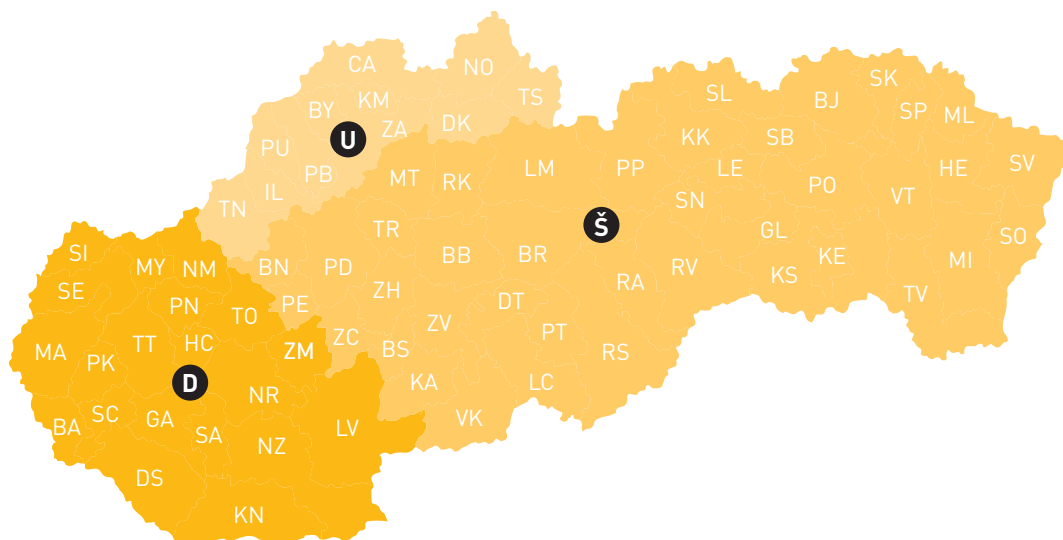 CA
NO
SK
KM
TS
SL
BJ
BY
SP
ML
DK
ZA
U
KK
SB
PU
SV
LM
PP
LE
HE
PB
MT
RK
PO
IL
VT
SN
TN
Š
TR
GL
SO
SI
BB
BR
KE
MI
MY
NM
BN
PD
RV
KS
SE
RA
ZH
TV
PN
PE
DT
TO
ZV
PT
ZC
TT
HC
BS
MA
ZM
RS
PK
D
KA
LC
NR
SC
GA
VK
BA
LV
SA
NZ
DS
KN